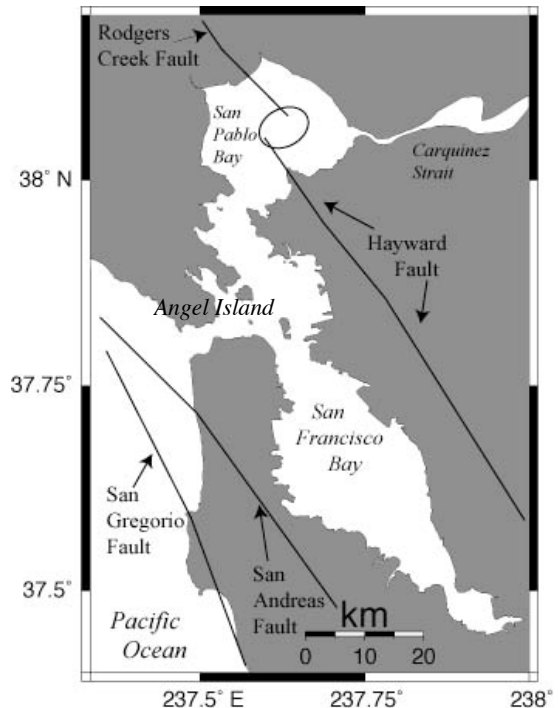 Rodgers
Creek Fault
San
Pablo
Bay
Carquinez
Strait
38° N
Hayward
Fault
Angel Island
37.75°
San
Francisco
Bay
San
Gregorio
Fault
San
Andreas
Fault
37.5°
km
0 10 20
Pacific
Ocean
237.5° E 237.75° 238°